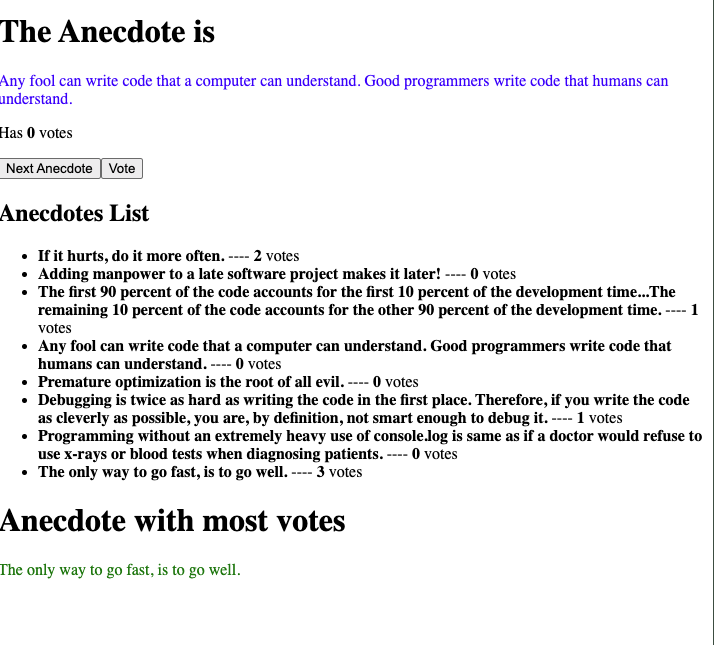 The Anecdote is
Any fool can write code that a computer can understand. Good programmers write code that humans can
understand.
Has 0 votes
Next Anecdote Vote
Anecdotes List
If it hurts, do it more often. ---- 2 votes
Adding manpower to a late software project makes it later! ---- 0 votes
The first 90 percent of the code accounts for the first 10 percent of the development time...The
remaining 10 percent of the code accounts for the other 90 percent of the development time. ---- 1
votes
Any fool can write code that a computer can understand. Good programmers write code that
humans can understand. ---- 0 votes
Premature optimization is the root of all evil. ---- 0 votes
Debugging is twice as hard as writing the code in the first place. Therefore, if you write the code
as cleverly as possible, you are, by definition, not smart enough to debug it. ---- 1 votes
Programming without an extremely heavy use of console.log is same as if a doctor would refuse to
use x-rays or blood tests when diagnosing patients. ---- 0 votes
The only way to go fast, is to go well. ---- 3 votes
Anecdote with most votes
The only way to go fast, is to go well.